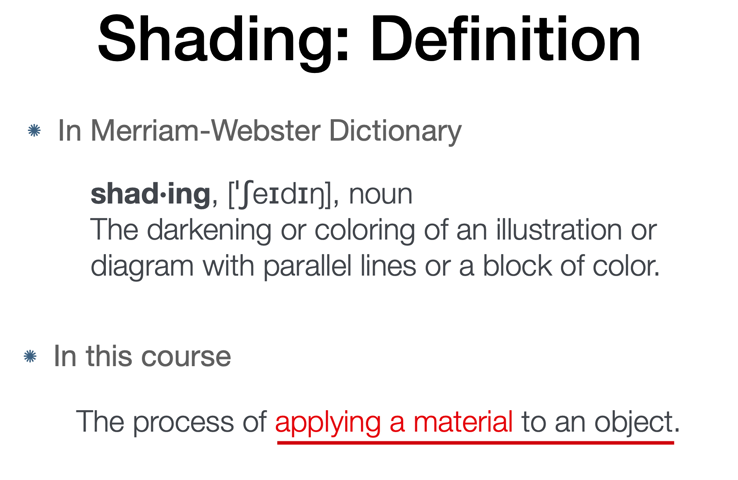 Shading: Definition
In Merriam-Webster Dictionary
shad·ing, [ˈʃeɪdɪŋ], noun
The darkening or coloring of an illustration or
diagram with parallel lines or a block of color.
In this course
The process of applying a material to an object.